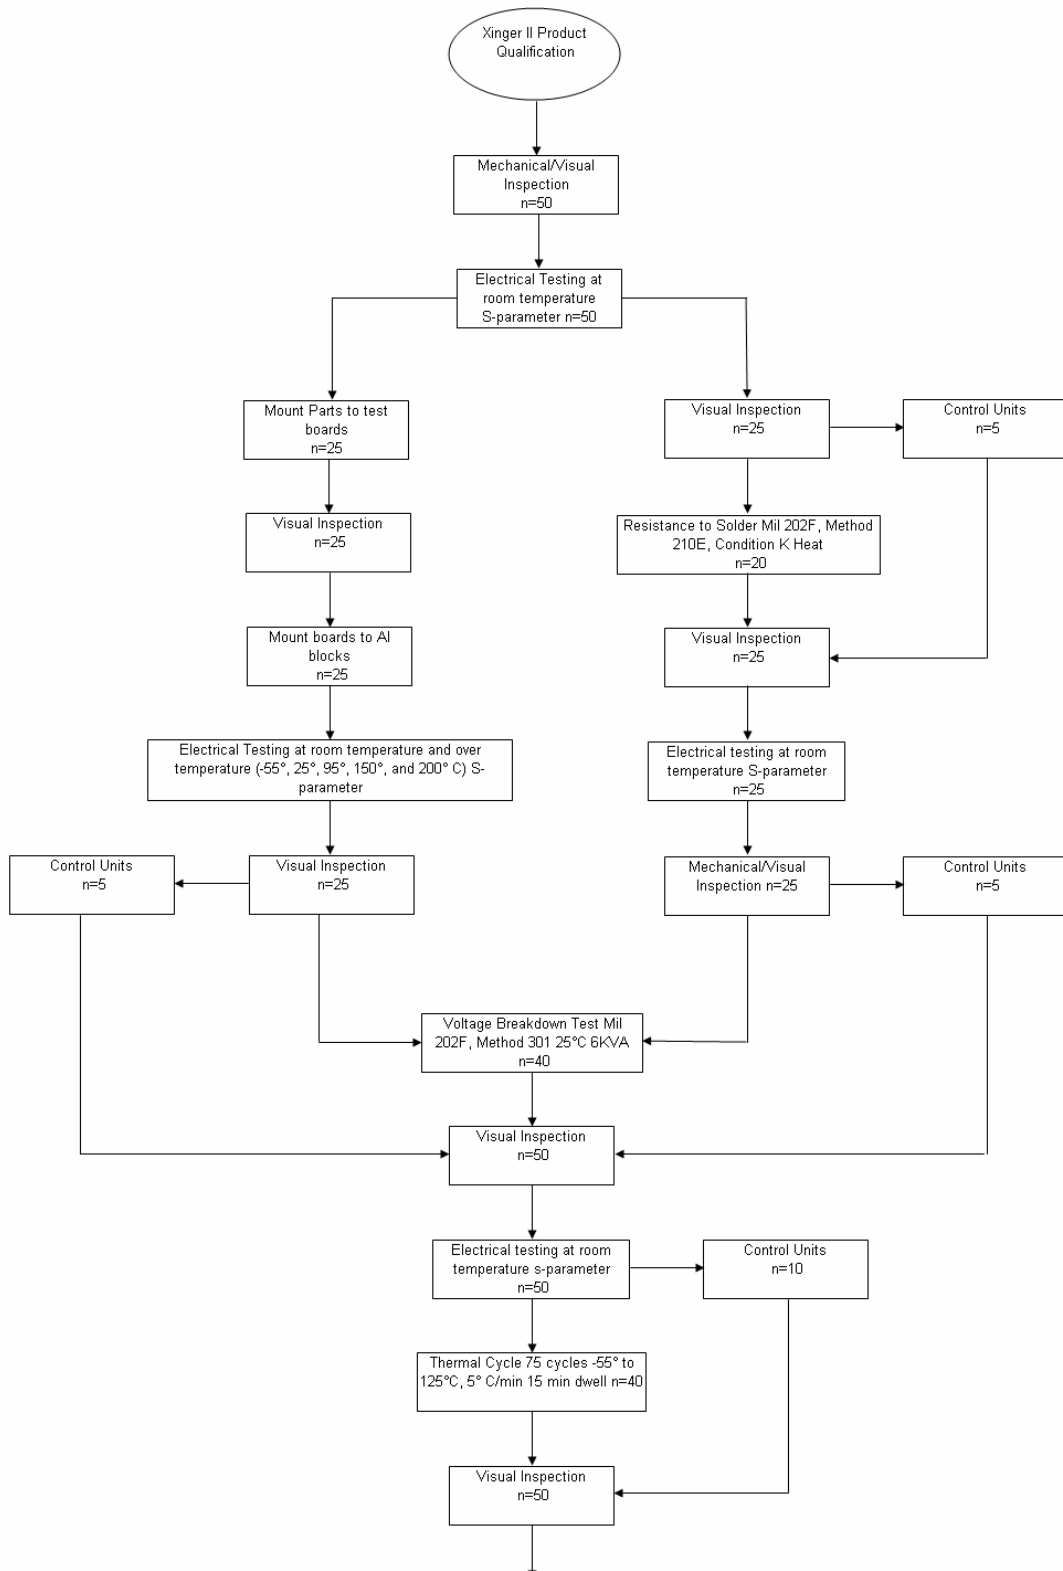 Xinger II Product
Qualification
Mechanical/Visual
Inspection
n=50
Electrical Testing at
room temperature
S-parameter n=50
Mount Parts to test
boards
n=25
Visual Inspection
n=25
Control Units
n=5
Visual Inspection
n=25
Resistance to Solder Mil 202F, Method
210E, Condition K Heat
n=20
Mount boards to Al
blocks
n=25
Visual Inspection
n=25
Electrical Testing at room temperature and over
temperature (-55°, 25°, 95°, 150°, and 200° C) S-
parameter
Electrical testing at room
temperature S-parameter
n=25
Control Units
n=5
Visual Inspection
n=25
Mechanical/Visual
Inspection n=25
Control Units
n=5
Voltage Breakdown Test Mil
202F, Method 301 25°C 6KVA
n=40
Visual Inspection
n=50
Electrical testing at room
temperature s-parameter
n=50
Control Units
n=10
Thermal Cycle 75 cycles -55° to
125°C, 5° C/min 15 min dwell n=40
Visual Inspection
n=50